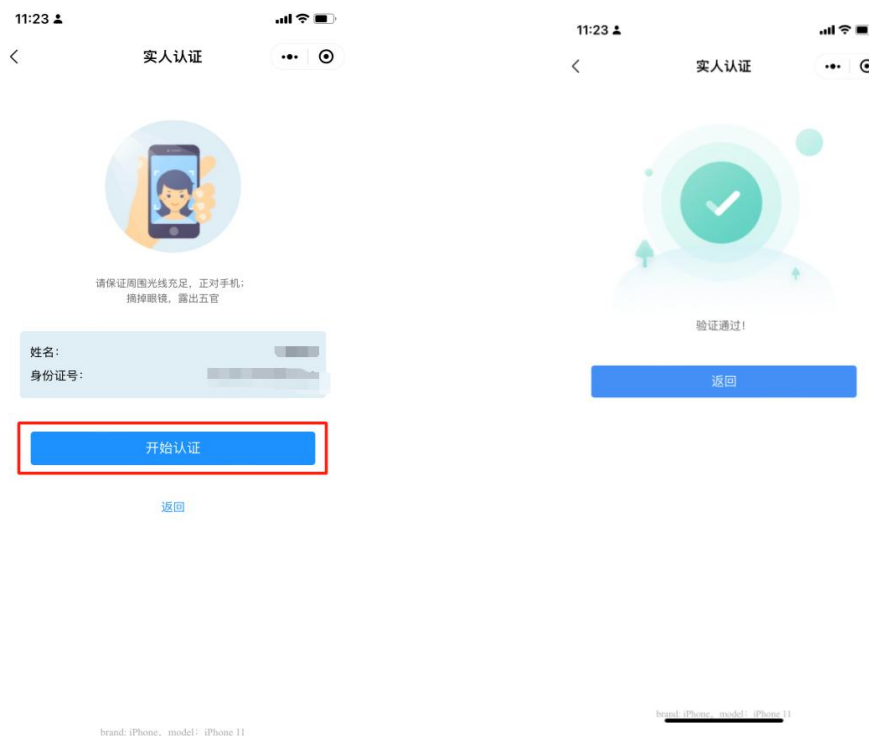 11:23
实人认证
请保证周围光线充足，正对手机；
摘掉眼镜，露出五官
姓名：
身份证号：
开始认证
返回
brand: iPhone，model：iPhone 11
11:23
实人认证
验证通过！
返回
brand: iPhone，model：iPhone 11